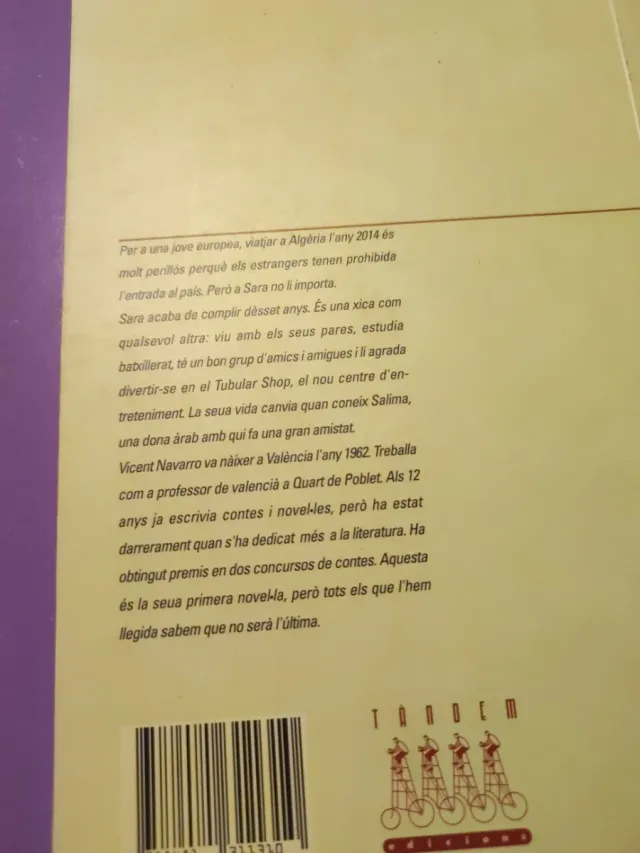 Per a una jove europea, viatjar a Algèria l'any 2014 és
molt perillós perquè els estrangers tenen prohibida
l'entrada al país. Però a Sara no li importa.
Sara acaba de complir dèsset anys. És una xica com
qualsevol altra: viu amb els seus pares, estudia
batxillerat, té un bon grup d'amics i amigues i li agrada
divertir-se en el Tubular Shop, el nou centre d'en-
treteniment. La seua vida canvia quan coneix Salima,
una dona àrab amb qui fa una gran amistat.
Vicent Navarro va nàixer a València l'any 1962. Treballa
com a professor de valencià a Quart de Poblet. Als 12
anys ja escrivia contes i novel·les, però ha estat
darrerament quan s'ha dedicat més a la literatura. Ha
obtingut premis en dos concursos de contes. Aquesta
és la seua primera novel·la, però tots els que l'hem
llegida sabem que no serà l'última.
TÀNDEM
edicions
311310